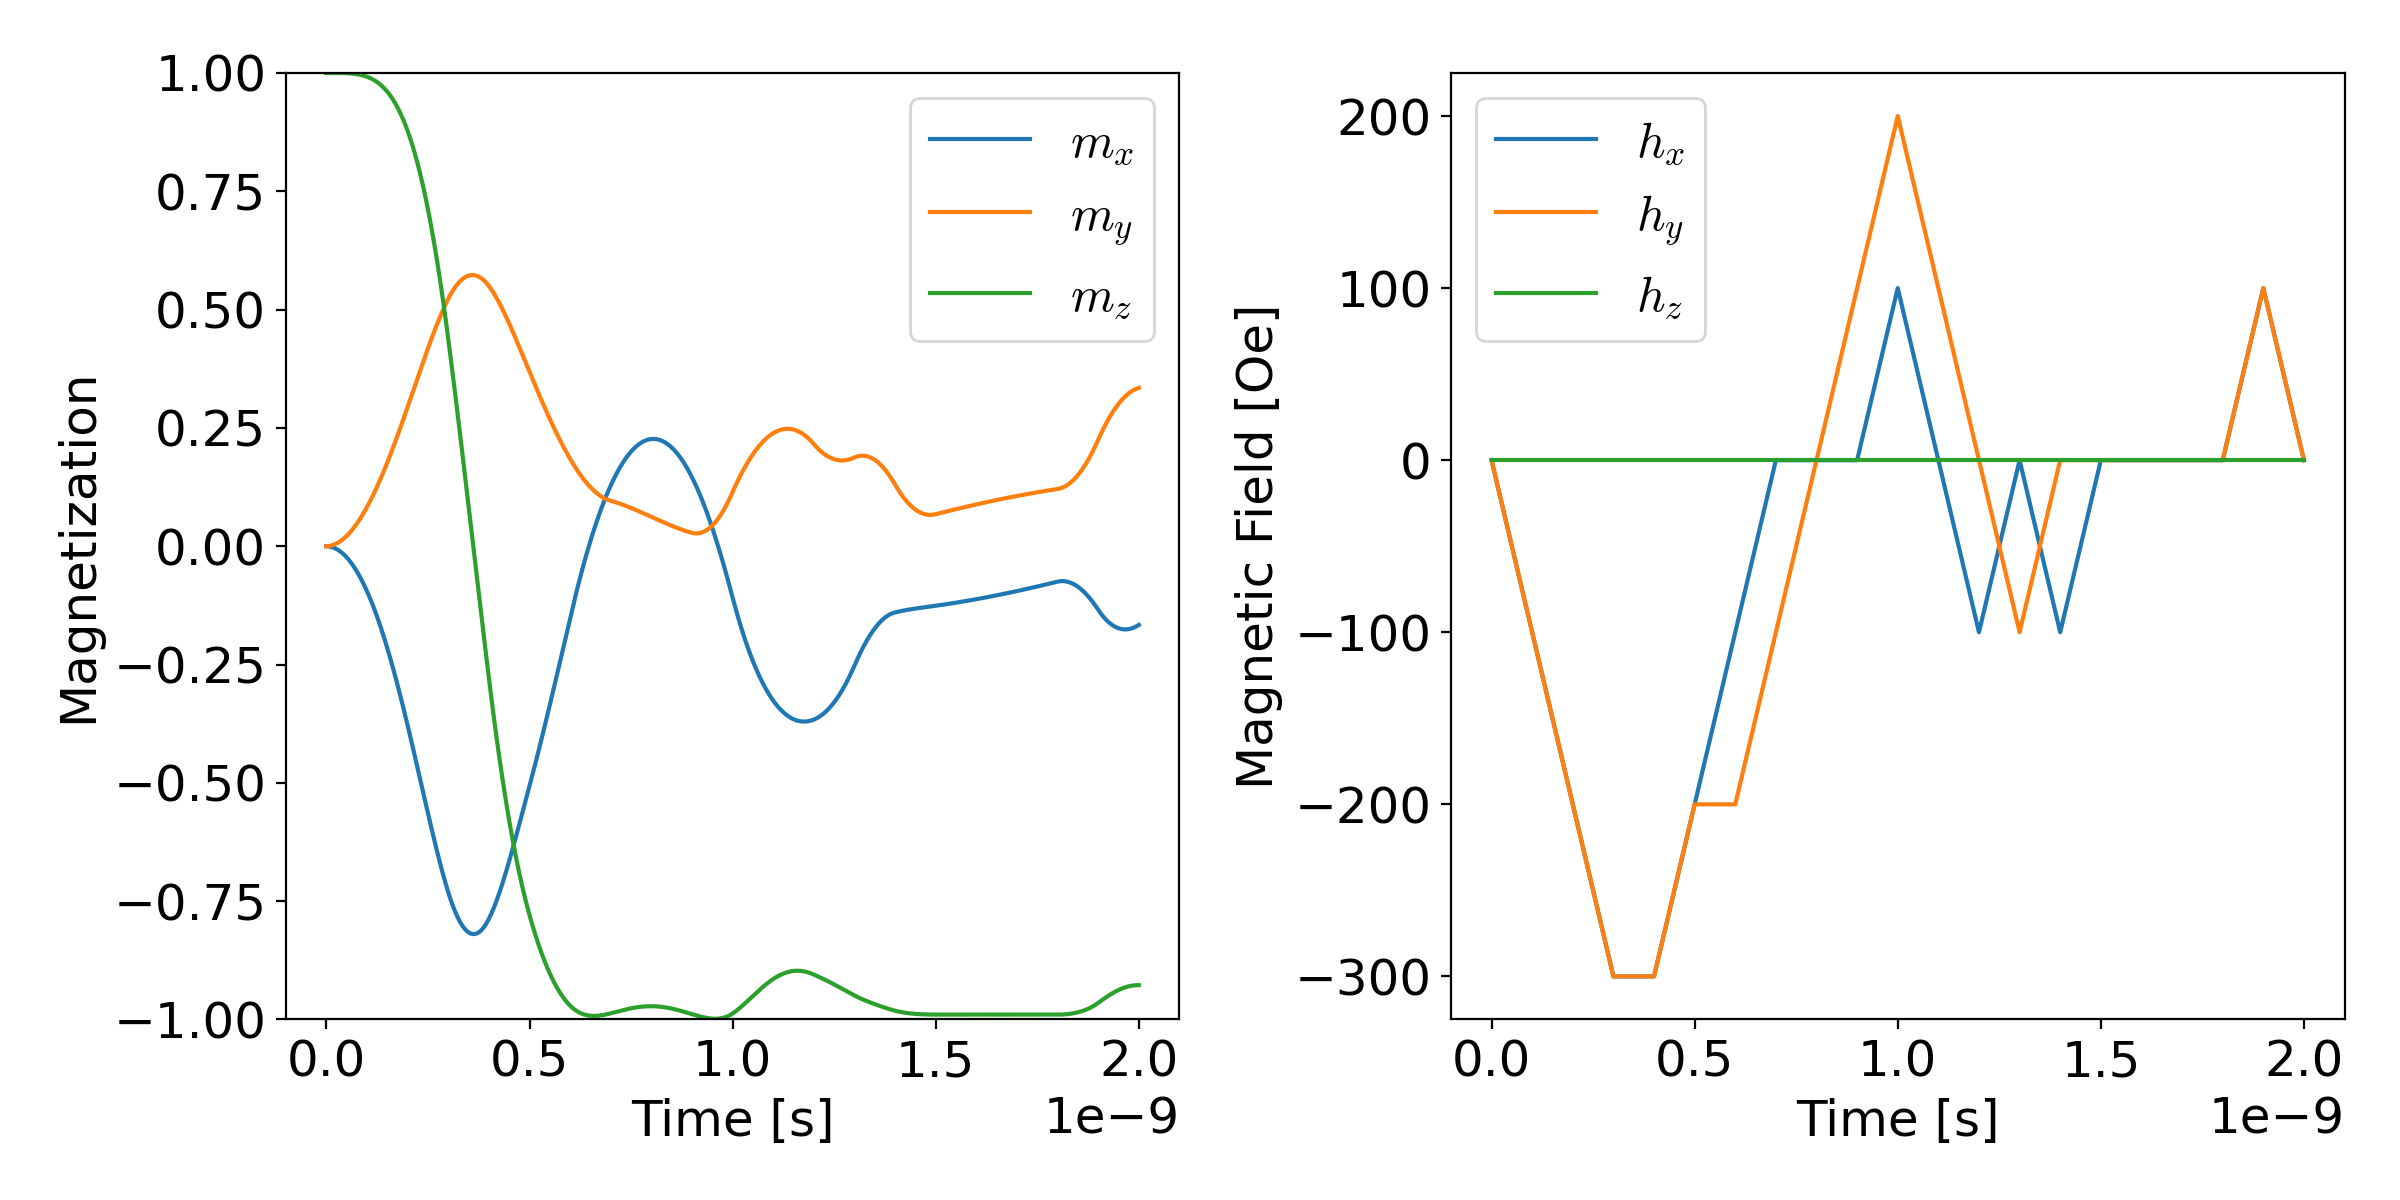 Magnetization
1.00
0.75
0.50
0.25
0.00
−0.25
−0.50
−0.75
−1.00
0.0 0.5 1.0 1.5 2.0
Time [s]
1e−9
m_x
m_y
m_z
Magnetic Field [Oe]
200
100
0
−100
−200
−300
0.0 0.5 1.0 1.5 2.0
Time [s]
1e−9
h_x
h_y
h_z